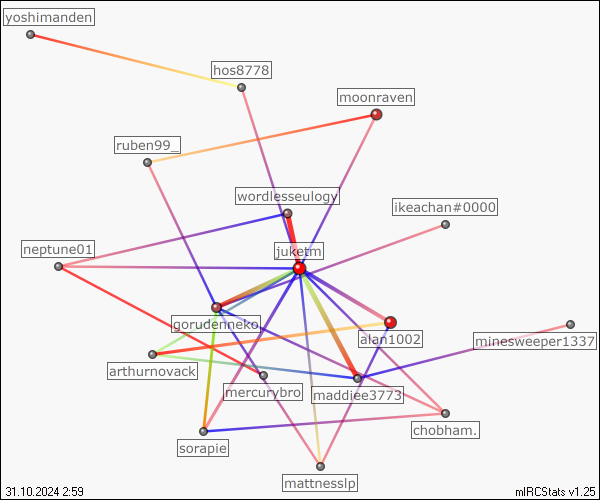 yoshimanden
hos8778
moonraven
ruben99_
wordlesseulogy
ikeachan#0000
neptune01
juketm
gorudenneko
alan1002
minesweeper1337
arthurnovack
mercurybro
maddiee3773
chobham.
sorapie
mattnesslp
31.10.2024 2:59
mIRCStats v1.25